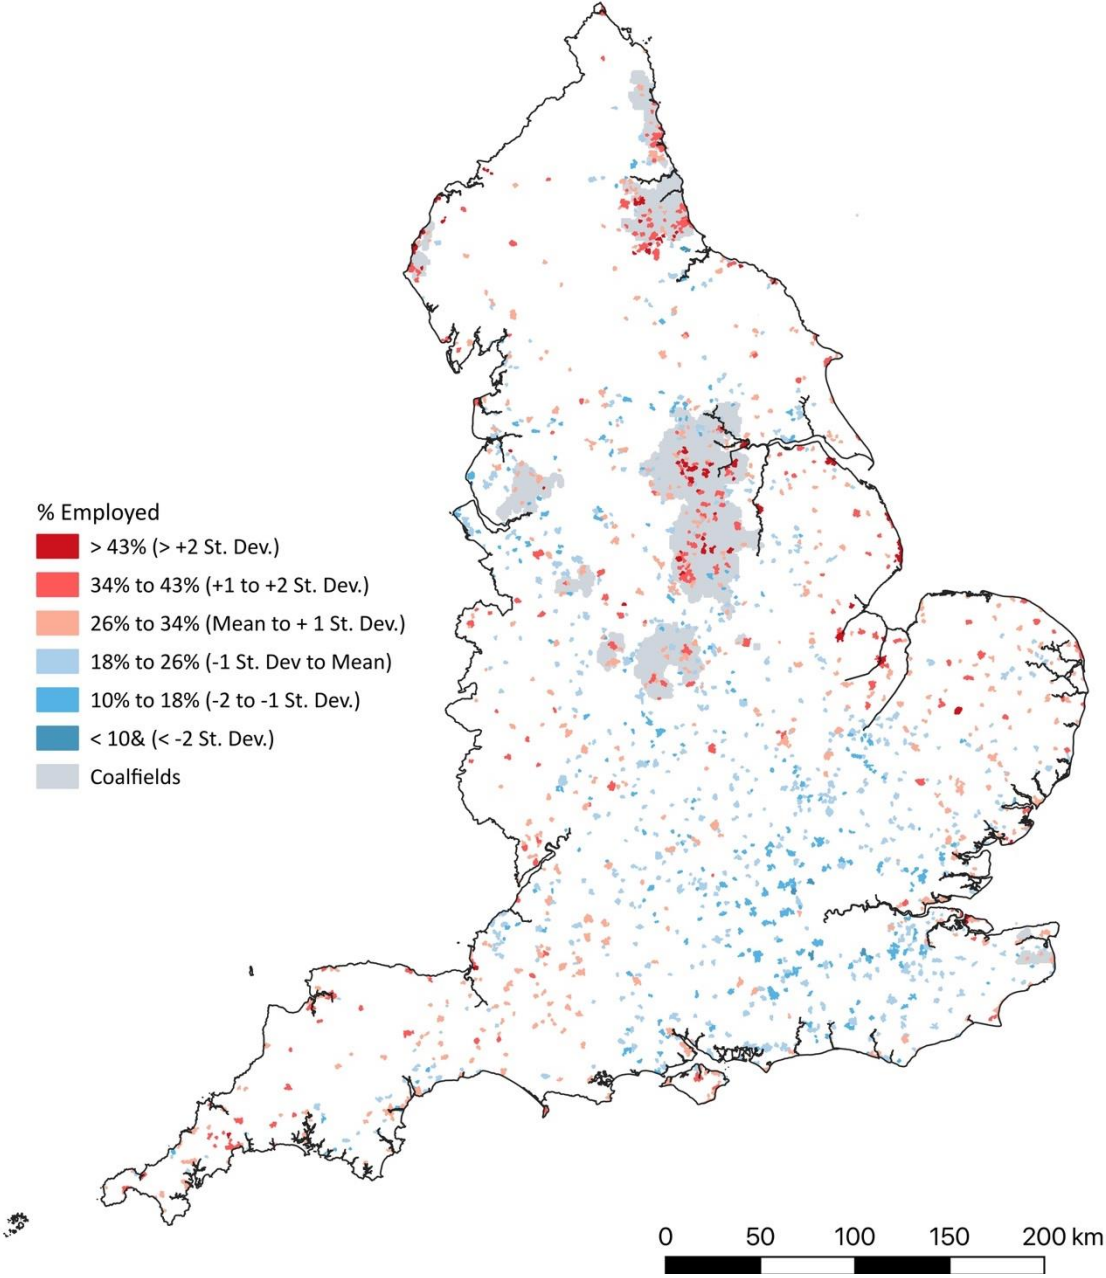 % Employed
> 43% (> +2 St. Dev.)
34% to 43% (+1 to +2 St. Dev.)
26% to 34% (Mean to + 1 St. Dev.)
18% to 26% (-1 St. Dev to Mean)
10% to 18% (-2 to -1 St. Dev.)
< 10& (< -2 St. Dev.)
Coalfields
0 50 100 150 200 km